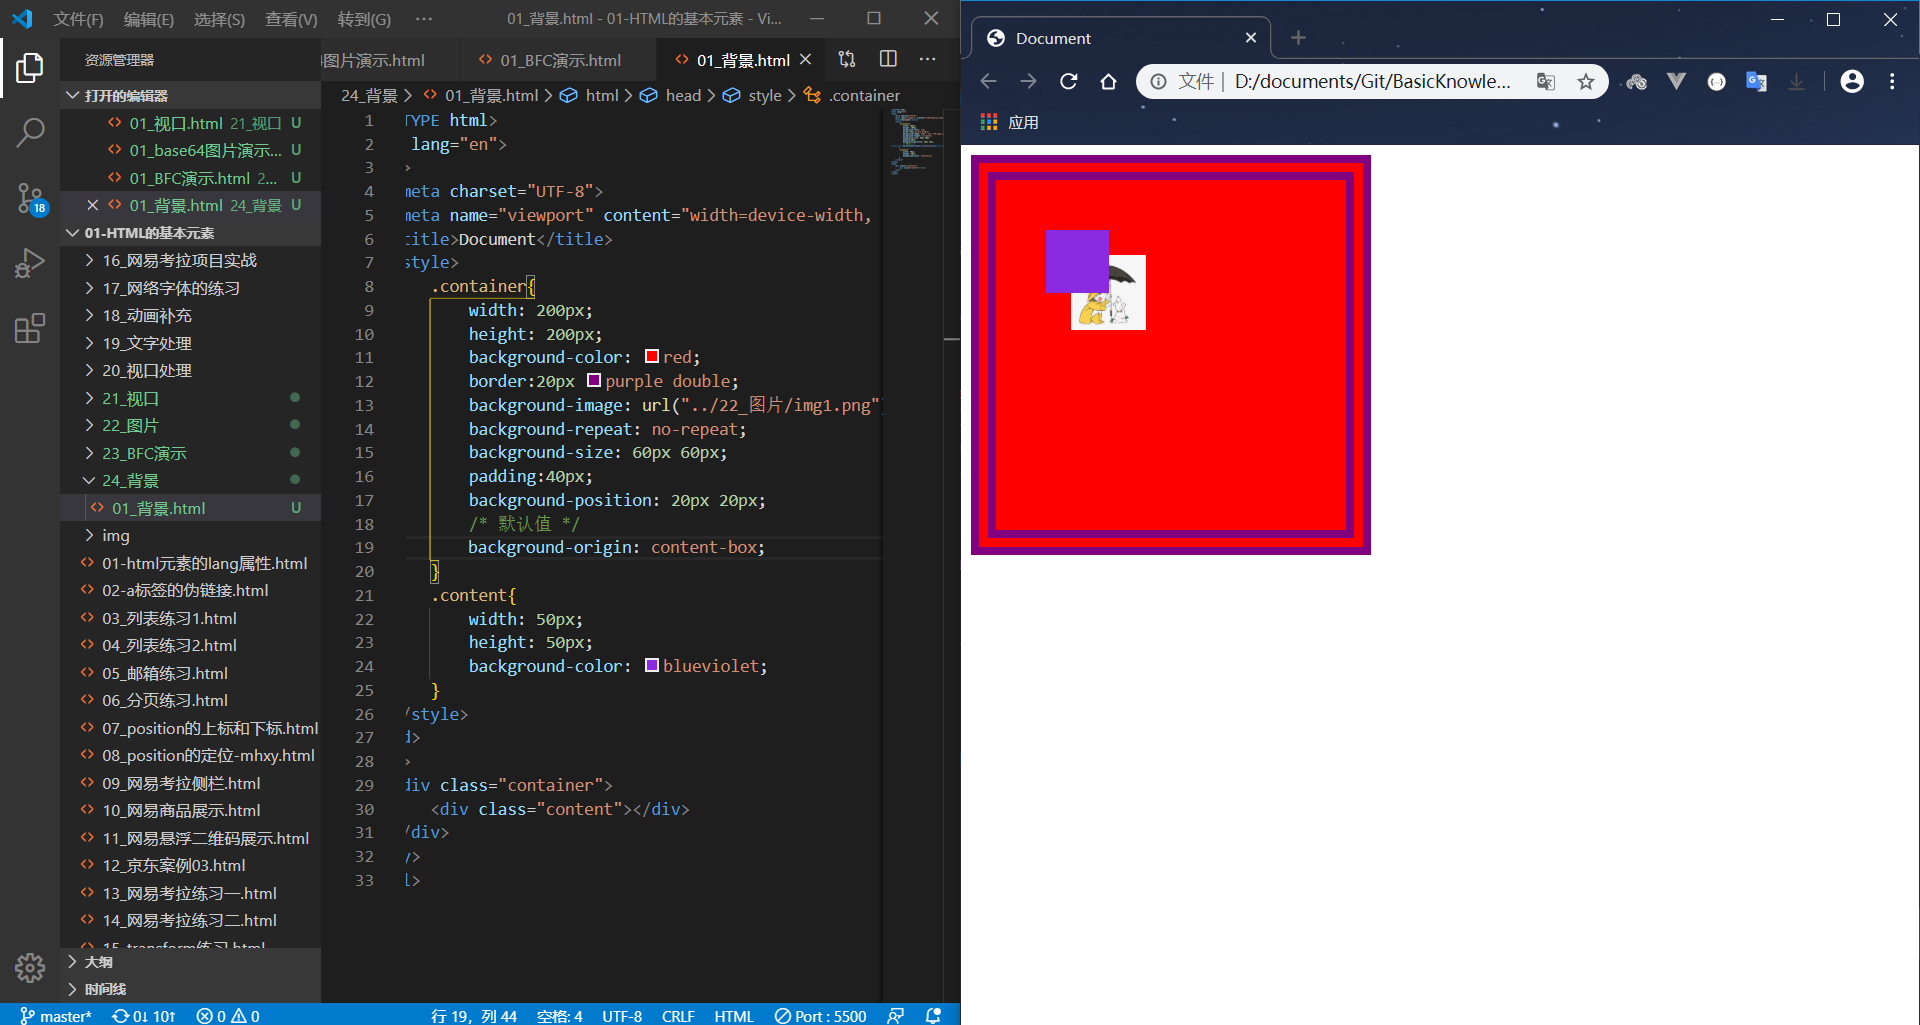 文件(F) 编辑(E) 选择(S) 查看(V) 转到(G) ··· 01_背景.html - 01-HTML的基本元素 - Vi...
资源管理器
打开的编辑器
01_视口.html 21_视口 U
01_base64图片演示... U
01_BFC演示.html 2... U
01_背景.html 24_背景 U
01-HTML的基本元素
16_网易考拉项目实战
17_网络字体的练习
18_动画补充
19_文字处理
20_视口处理
21_视口
22_图片
23_BFC演示
24_背景
01_背景.html U
img
01-html元素的lang属性.html
02-a标签的伪链接.html
03_列表练习1.html
04_列表练习2.html
05_邮箱练习.html
06_分页练习.html
07_position的上标和下标.html
08_position的定位-mhxy.html
09_网易考拉侧栏.html
10_网易商品展示.html
11_网易悬浮二维码展示.html
12_京东案例03.html
13_网易考拉练习一.html
14_网易考拉练习二.html
15_transform练习.html
大纲
时间线
18
图片演示.html 01_BFC演示.html 01_背景.html
24_背景 > 01_背景.html > html > head > style > .container
1 TYPE html>
2 lang="en">
3 >
4 meta charset="UTF-8">
5 meta name="viewport" content="width=device-width,
6 title>Document</title>
7 style>
8 .container{
9 width: 200px;
10 height: 200px;
11 background-color: red;
12 border:20px purple double;
13 background-image: url("../22_图片/img1.png"
14 background-repeat: no-repeat;
15 background-size: 60px 60px;
16 padding:40px;
17 background-position: 20px 20px;
18 /* 默认值 */
19 background-origin: content-box;
20 }
21 .content{
22 width: 50px;
23 height: 50px;
24 background-color: blueviolet;
25 }
26 /style>
27 d>
28 >
29 div class="container">
30 <div class="content"></div>
31 /div>
32 y>
33 l>
master* 0↓ 10↑ 0 0 行 19，列 44 空格: 4 UTF-8 CRLF HTML Port : 5500
Document
文件 | D:/documents/Git/BasicKnowle...
应用